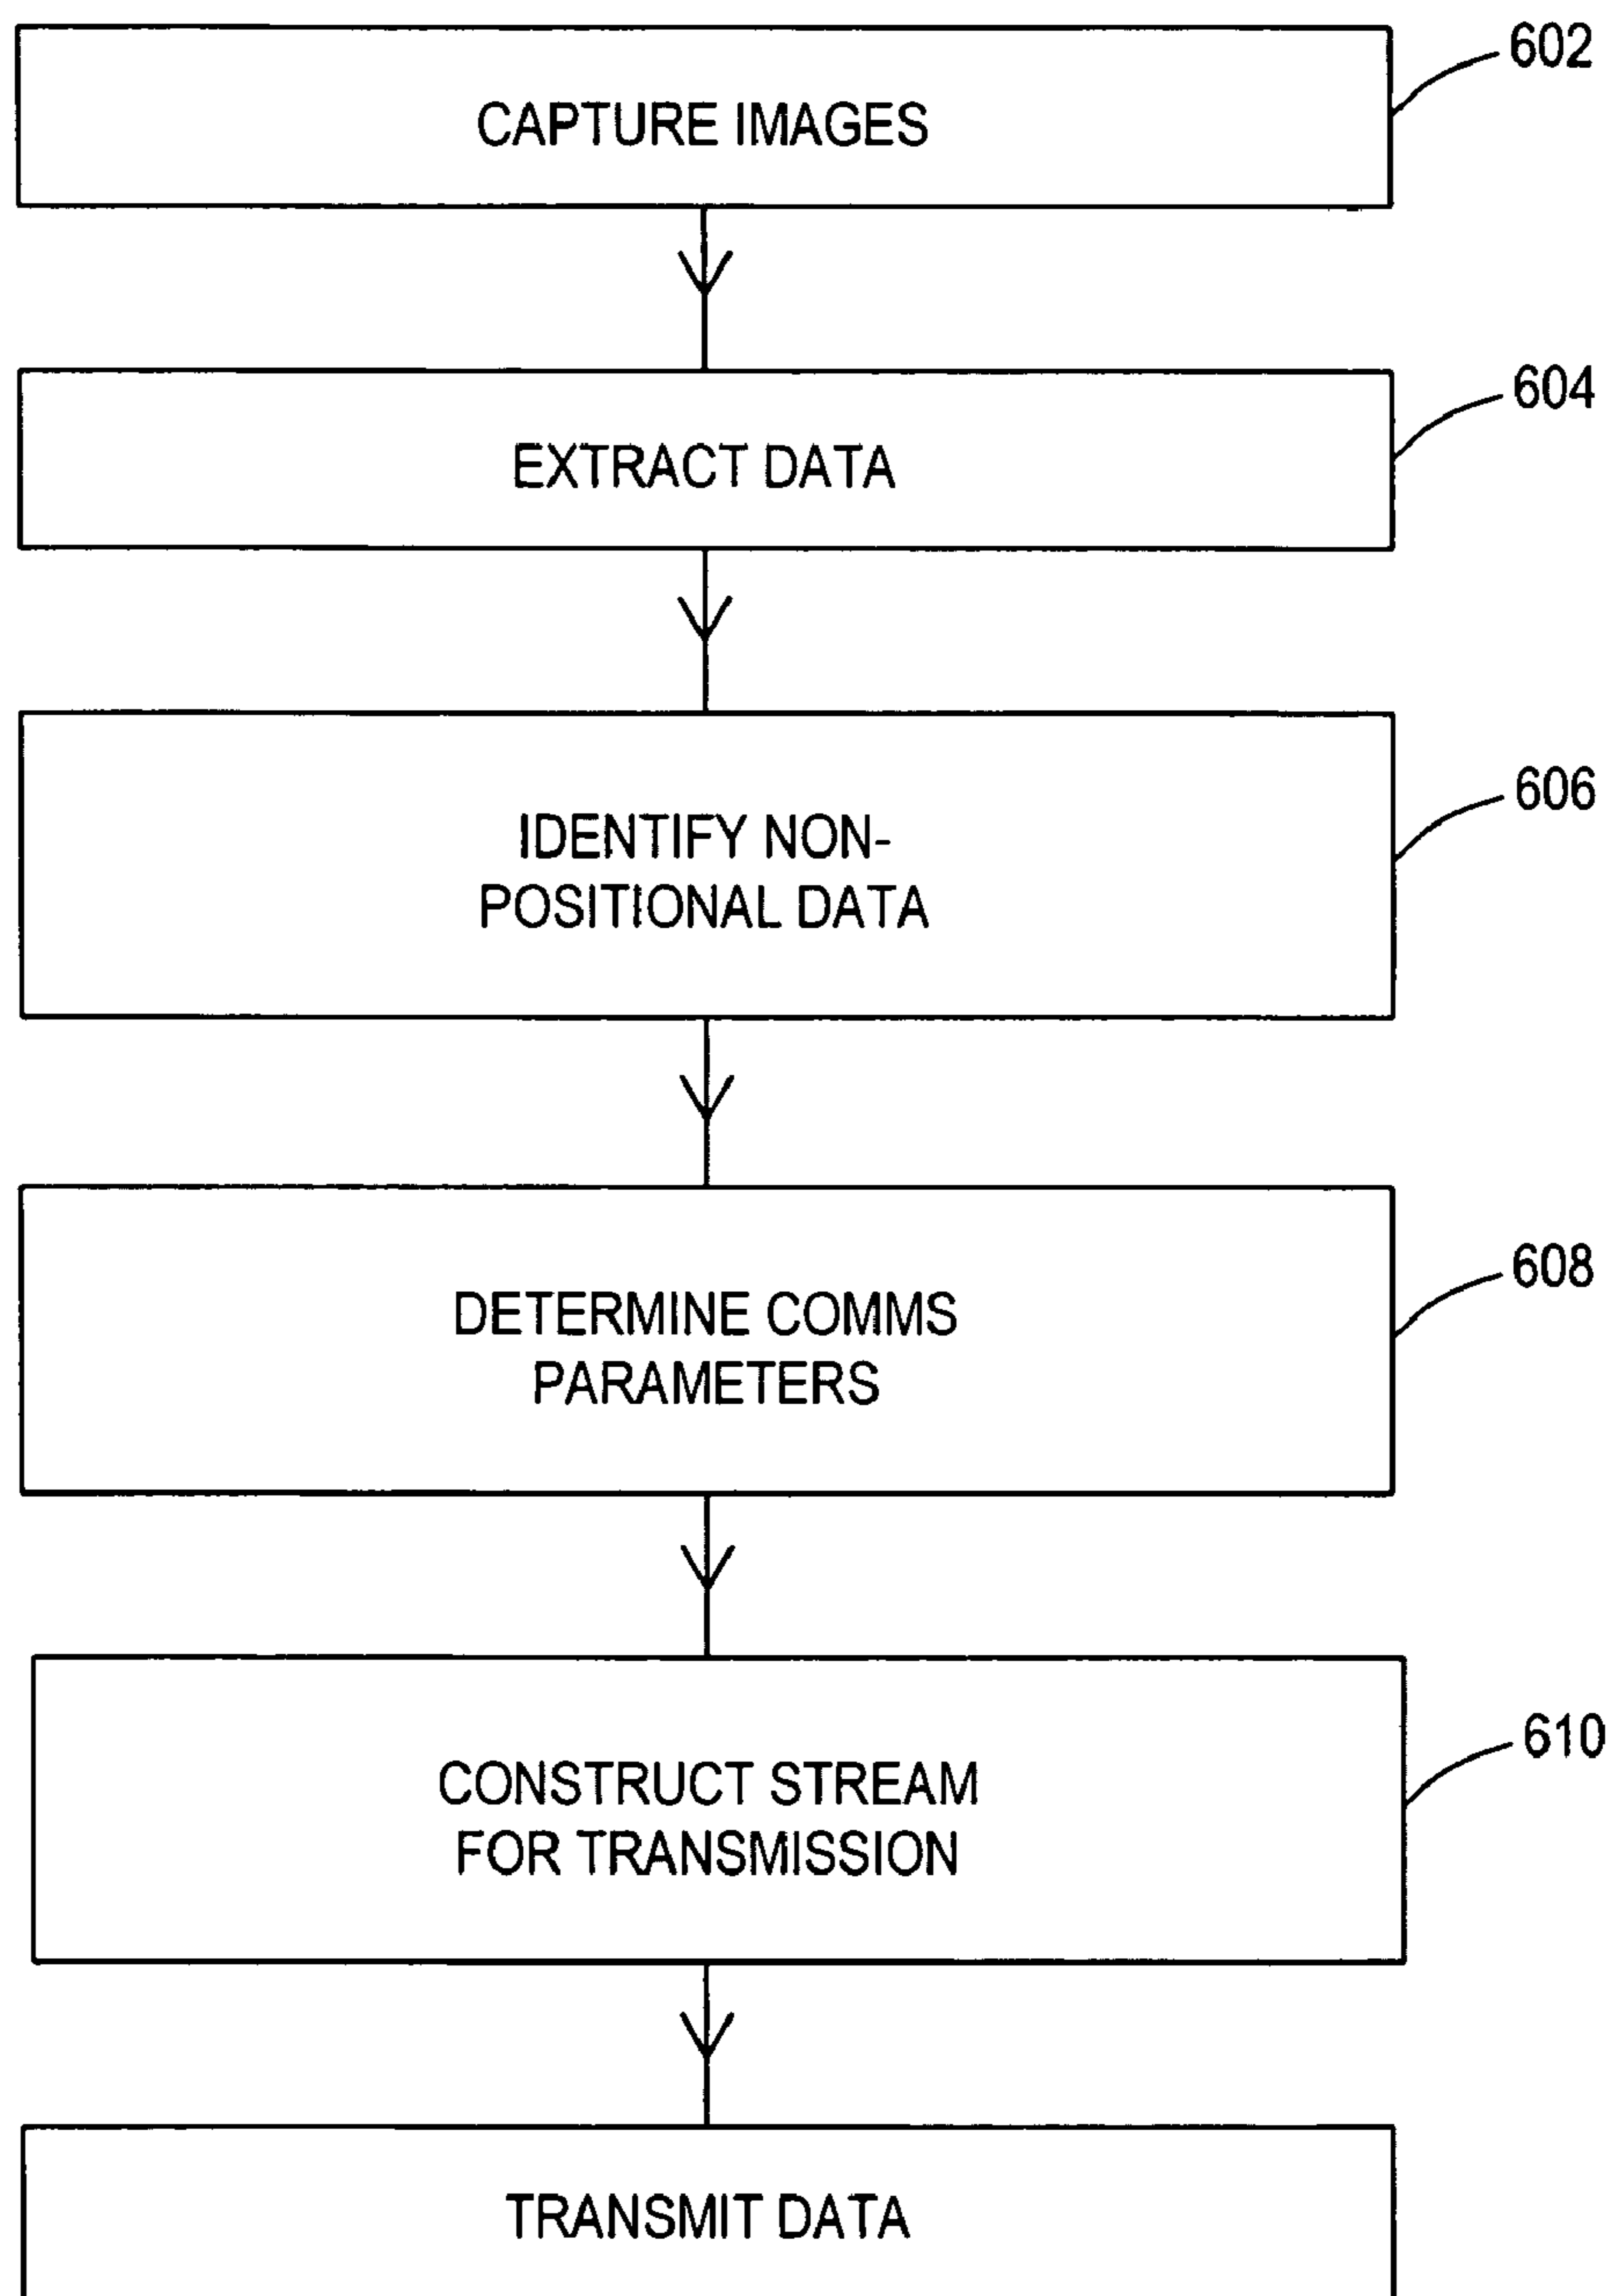 602
CAPTURE IMAGES
604
EXTRACT DATA
606
IDENTIFY NON-
POSITIONAL DATA
608
DETERMINE COMMS
PARAMETERS
610
CONSTRUCT STREAM
FOR TRANSMISSION
TRANSMIT DATA